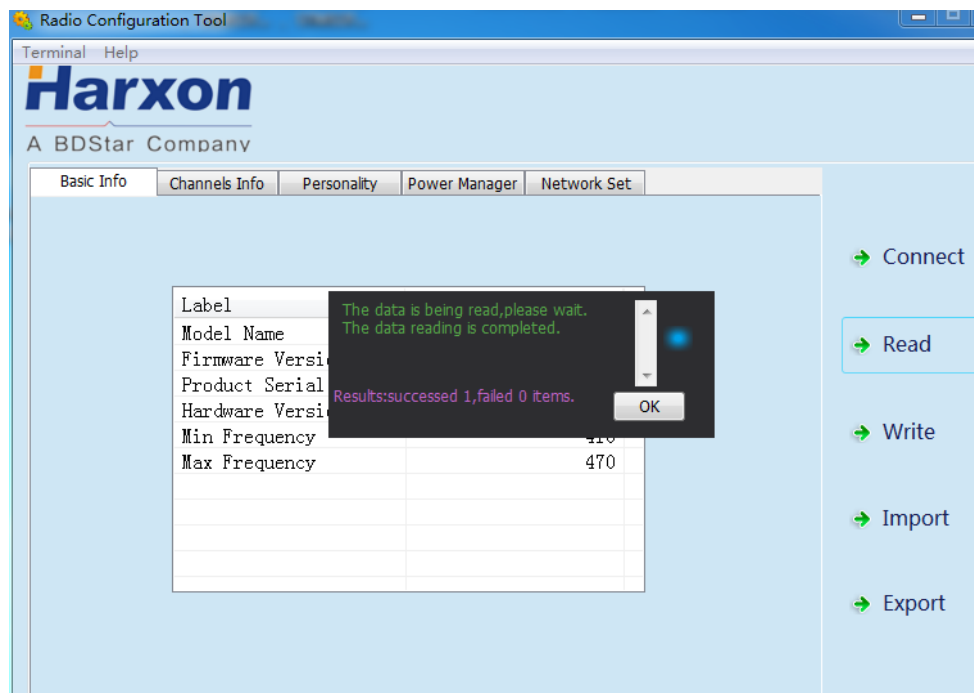 Radio Configuration Tool
Terminal Help
Harxon
A BDStar Company
Basic Info Channels Info Personality Power Manager Network Set
Connect
Label
The data is being read,please wait.
The data reading is completed.
Model Name
Read
Firmware Versi
Product Serial
Results:successed 1,failed 0 items.
OK
Hardware Versi
Min Frequency 410
Write
Max Frequency 470
Import
Export